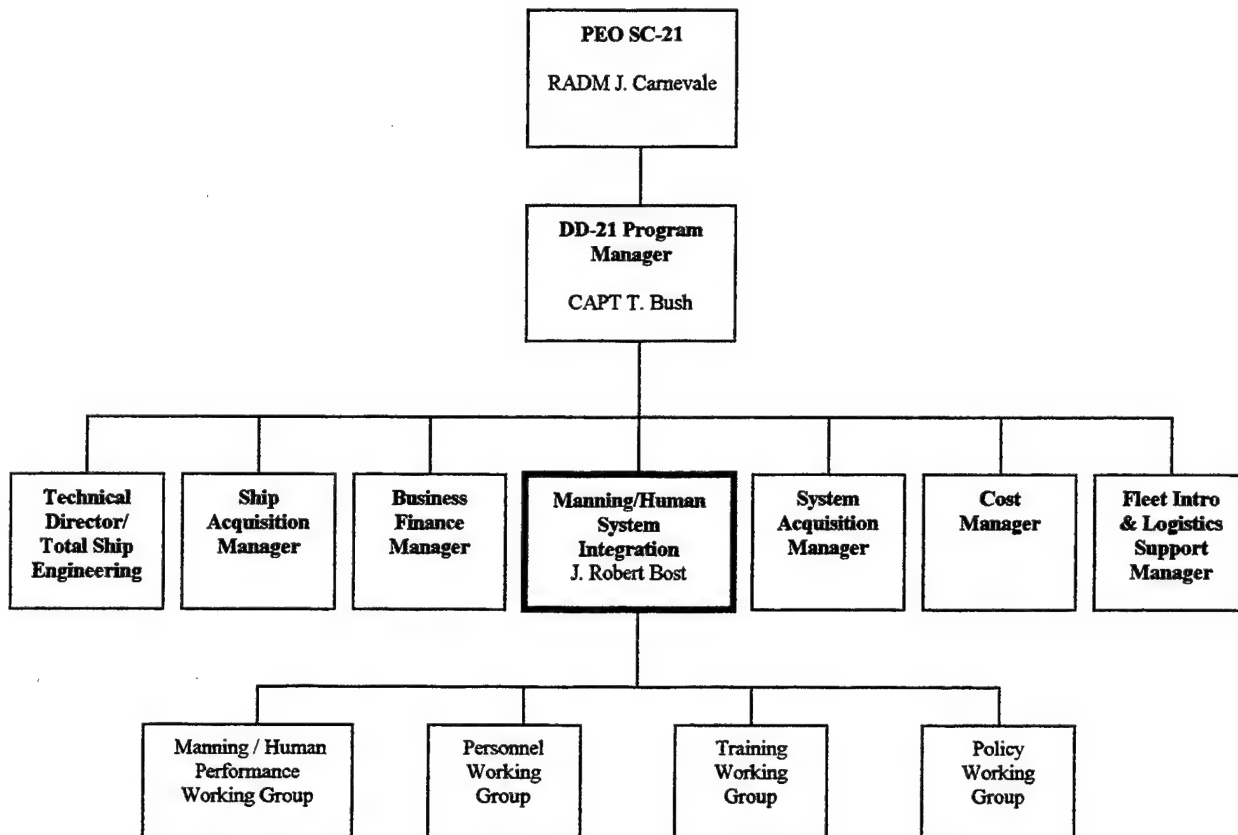 PEO SC-21
RADM J. Carnevale
DD-21 Program
Manager
CAPT T. Bush
Technical
Director/
Total Ship
Engineering
Ship
Acquisition
Manager
Business
Finance
Manager
Manning/Human
System
Integration
J. Robert Bost
System
Acquisition
Manager
Cost
Manager
Fleet Intro
& Logistics
Support
Manager
Manning / Human
Performance
Working Group
Personnel
Working
Group
Training
Working
Group
Policy
Working
Group